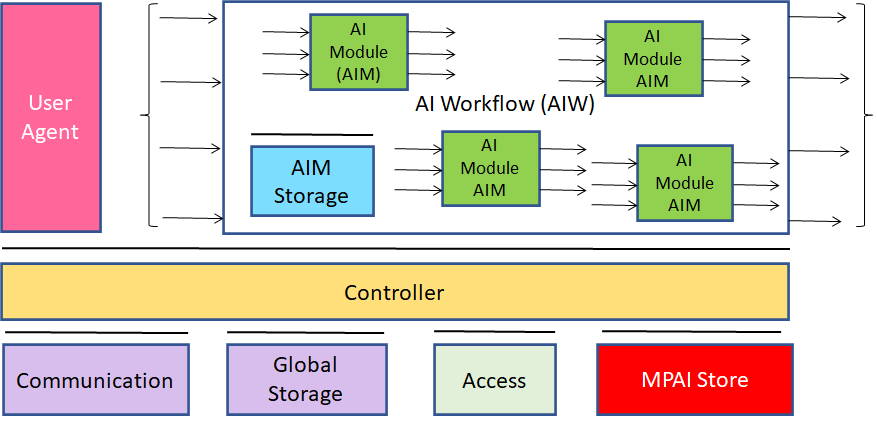 User
Agent
AI
Module
(AIM)
AI
Module
AIM
AI Workflow (AIW)
AIM
Storage
AI
Module
AIM
AI
Module
AIM
Controller
Communication
Global
Storage
Access
MPAI Store